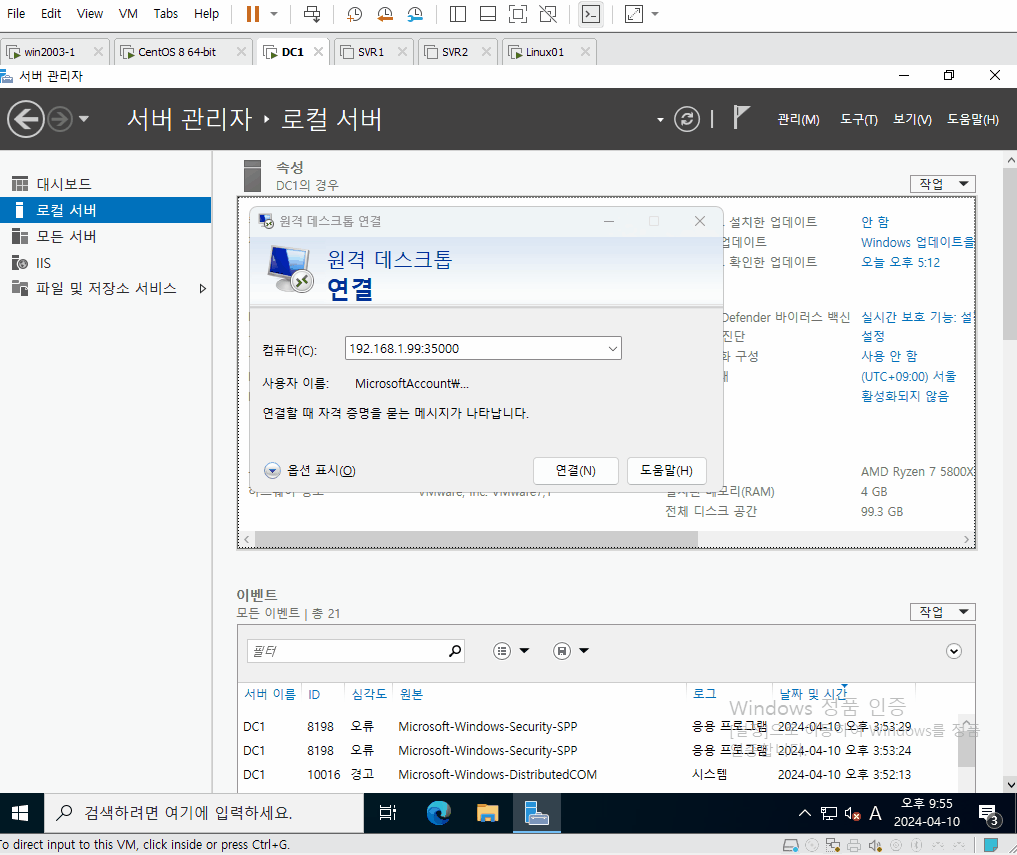 File Edit View VM Tabs Help
win2003-1 CentOS 8 64-bit DC1 SVR1 SVR2 Linux01
서버 관리자
서버 관리자 ‣ 로컬 서버 관리(M) 도구(T) 보기(V) 도움말(H)
대시보드
로컬 서버
모든 서버
IIS
파일 및 저장소 서비스
속성
DC1의 경우
작업
원격 데스크톱 연결
원격 데스크톱
연결
컴퓨터(C): 192.168.1.99:35000
사용자 이름: MicrosoftAccount₩...
연결할 때 자격 증명을 묻는 메시지가 나타납니다.
옵션 표시(O) 연결(N) 도움말(H)
설치한 업데이트 안 함
업데이트 Windows 업데이트을
확인한 업데이트 오늘 오후 5:12
Defender 바이러스 백신 실시간 보호 기능: 설
진단 설정
구성 사용 안 함
(UTC+09:00) 서울
활성화되지 않음
AMD Ryzen 7 5800X
VMware, Inc. VMware7,1 메모리(RAM) 4 GB
전체 디스크 공간 99.3 GB
이벤트
모든 이벤트 | 총 21
작업
필터
서버 이름 ID 심각도 원본 로그 날짜 및 시간
DC1 8198 오류 Microsoft-Windows-Security-SPP 응용 프로그램 2024-04-10 오후 3:53:29
DC1 8198 오류 Microsoft-Windows-Security-SPP 응용 프로그램 2024-04-10 오후 3:53:24
DC1 10016 경고 Microsoft-Windows-DistributedCOM 시스템 2024-04-10 오후 3:52:13
Windows 정품 인증
Windows를 정품
검색하려면 여기에 입력하세요.
A 오후 9:55
2024-04-10
3
To direct input to this VM, click inside or press Ctrl+G.